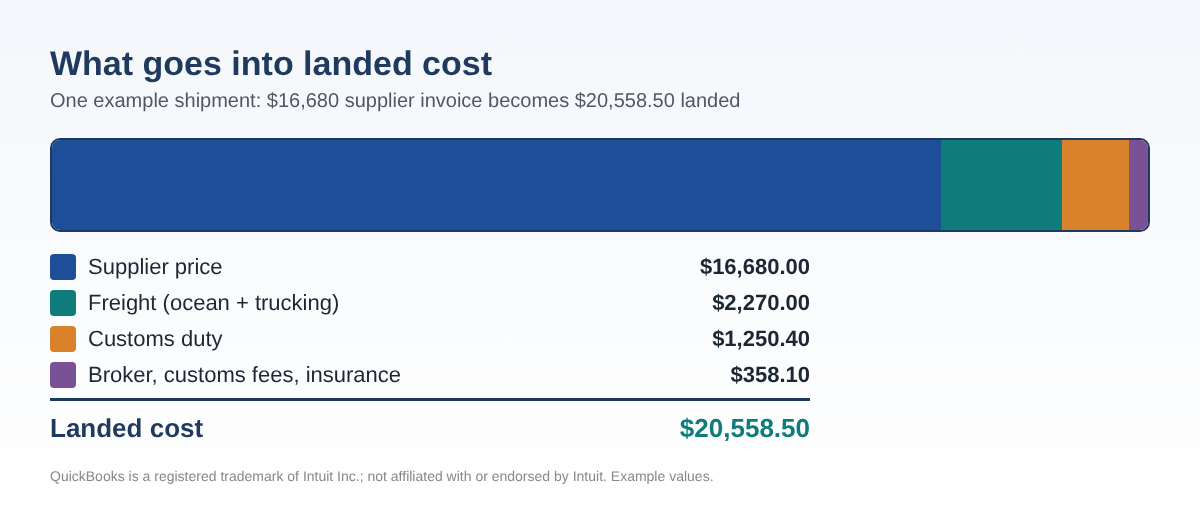 What goes into landed cost
One example shipment: $16,680 supplier invoice becomes $20,558.50 landed
Supplier price $16,680.00
Freight (ocean + trucking) $2,270.00
Customs duty $1,250.40
Broker, customs fees, insurance $358.10
Landed cost $20,558.50
QuickBooks is a registered trademark of Intuit Inc.; not affiliated with or endorsed by Intuit. Example values.